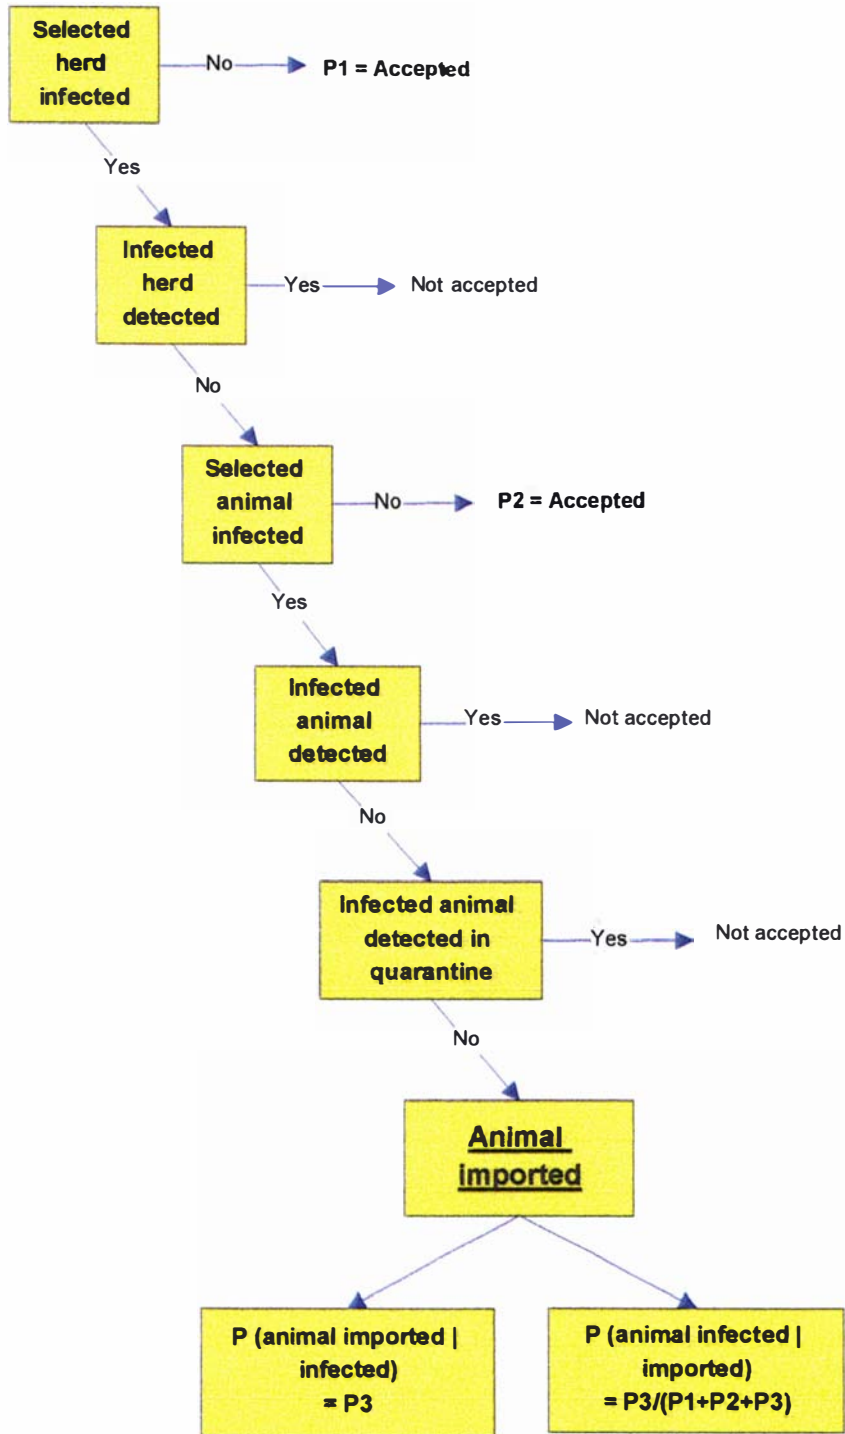 Selected
herd
infected
No
P1 = Accepted
Yes
Infected
herd
detected
Yes
Not accepted
No
Selected
animal
infected
No
P2 = Accepted
Yes
Infected
animal
detected
Yes
Not accepted
No
Infected animal
detected in
quarantine
Yes
Not accepted
No
Animal
imported
P (animal imported |
infected)
= P3
P (animal infected |
imported)
= P3/(P1+P2+P3)